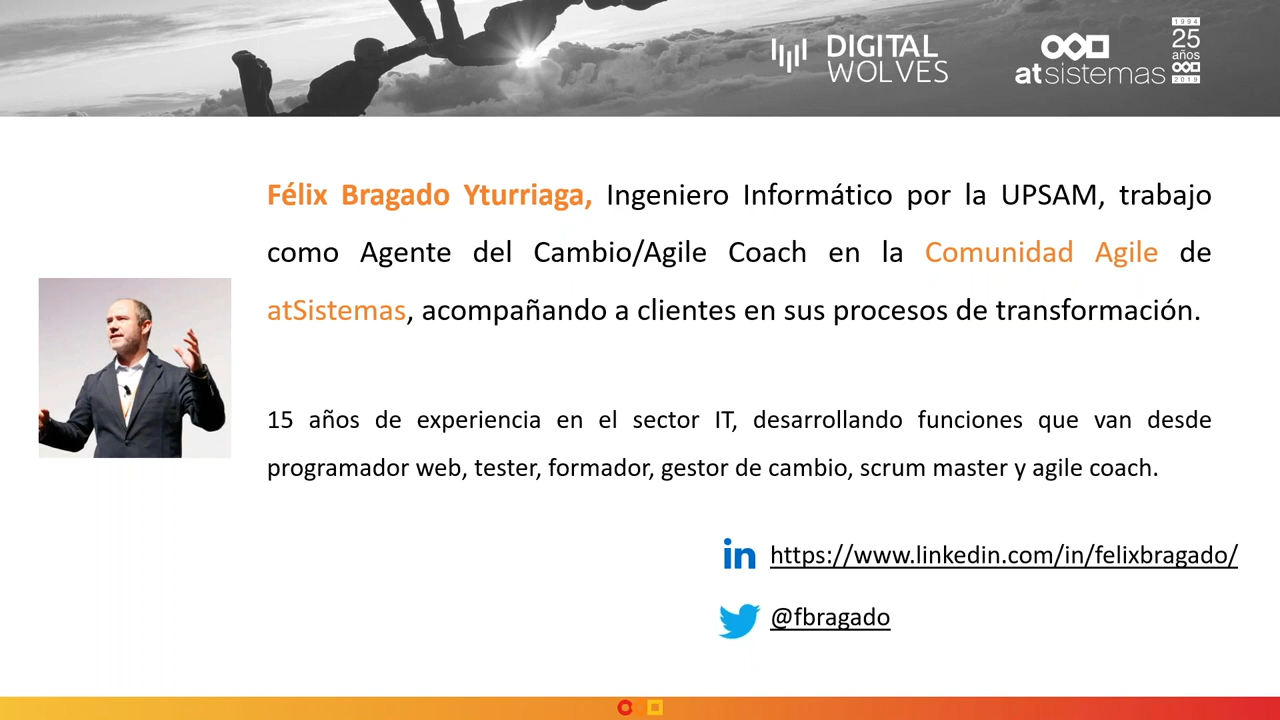 DIGITAL
WOLVES
atsistemas
1994
25
años
2019
Félix Bragado Yturriaga, Ingeniero Informático por la UPSAM, trabajo
como Agente del Cambio/Agile Coach en la Comunidad Agile de
atSistemas, acompañando a clientes en sus procesos de transformación.
15 años de experiencia en el sector IT, desarrollando funciones que van desde
programador web, tester, formador, gestor de cambio, scrum master y agile coach.
in https://www.linkedin.com/in/felixbragado/
@fbragado